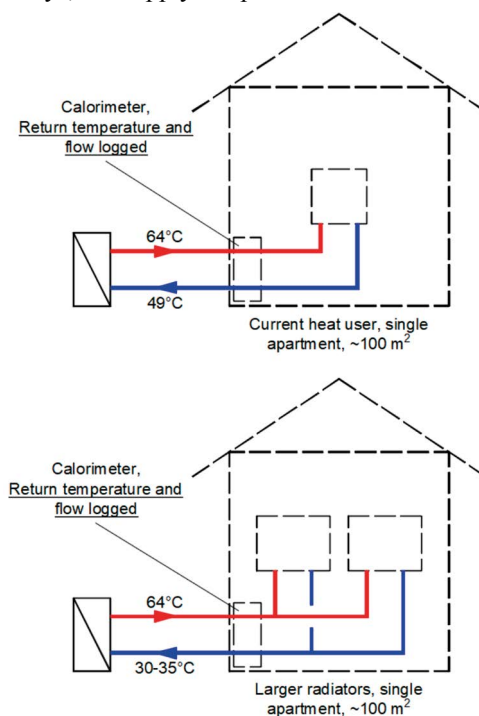 Calorimeter,
Return temperature and
flow logged
64°C
49°C
Current heat user, single
apartment, ~100 m²
Calorimeter,
Return temperature and
flow logged
64°C
30-35°C
Larger radiators, single
apartment, ~100 m²